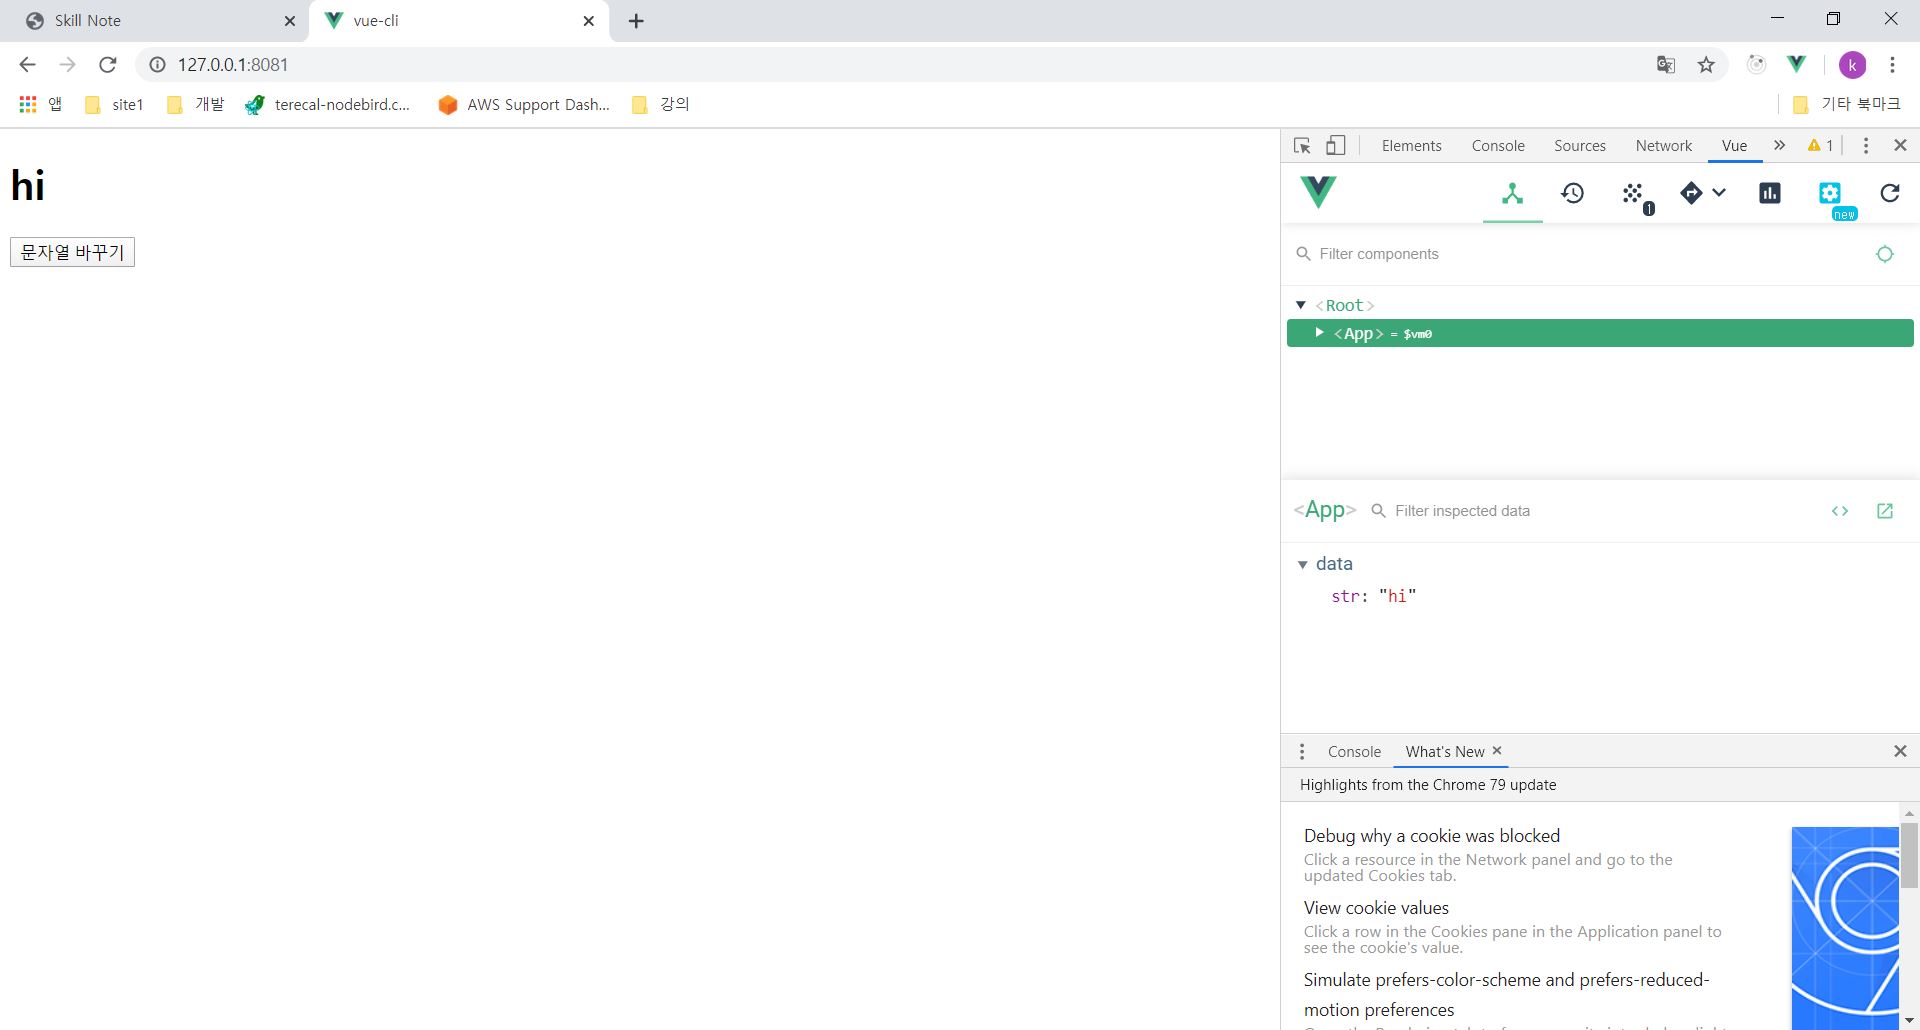 Skill Note
vue-cli
127.0.0.1:8081
k
앱
site1
개발
terecal-nodebird.c...
AWS Support Dash...
강의
기타 북마크
hi
문자열 바꾸기
Elements Console Sources Network Vue » 1
1
new
Filter components
<Root>
<App> = $vm0
<App> Filter inspected data
data
str: "hi"
Console What's New
Highlights from the Chrome 79 update
Debug why a cookie was blocked
Click a resource in the Network panel and go to the
updated Cookies tab.
View cookie values
Click a row in the Cookies pane in the Application panel to
see the cookie's value.
Simulate prefers-color-scheme and prefers-reduced-
motion preferences